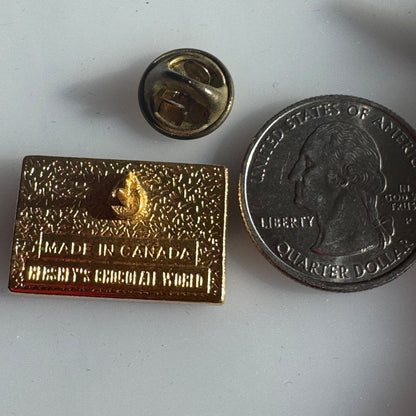 MADE IN CANADA
HERSHEY'S CHOCOLATE WORLD
UNITED STATES OF AMERICA
LIBERTY
IN
GOD WE
TRUST
QUARTER DOLLAR